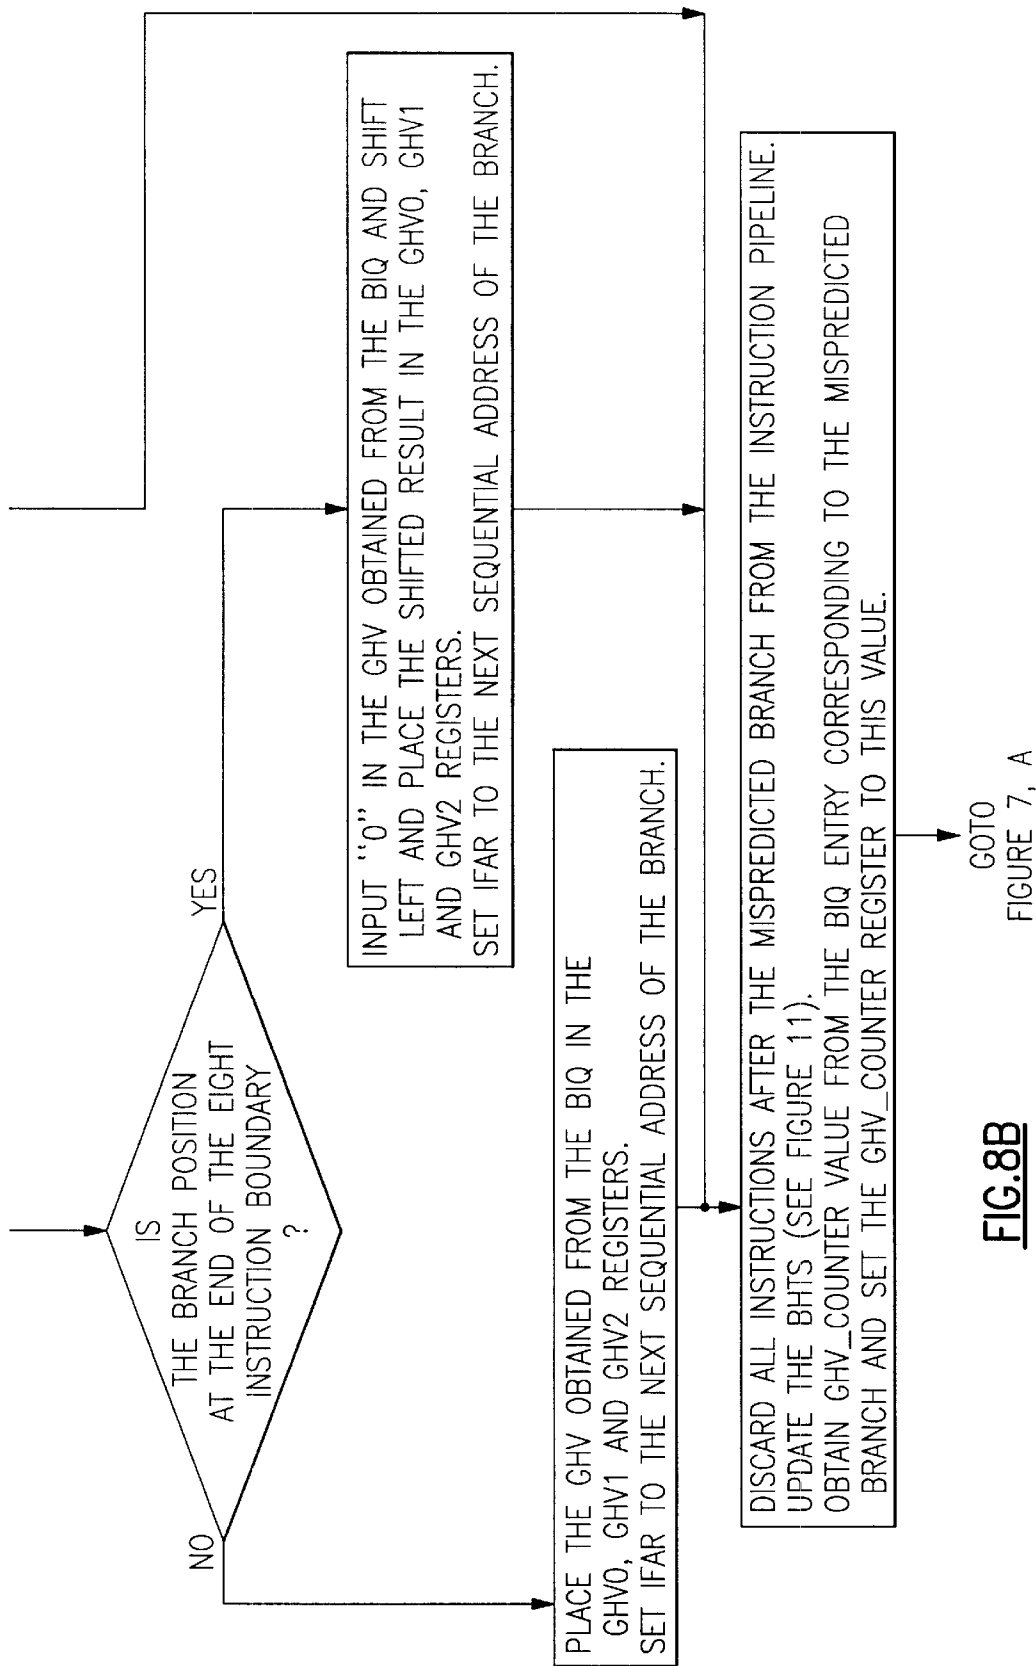 IS
THE BRANCH POSITION
AT THE END OF THE EIGHT
INSTRUCTION BOUNDARY
?
NO
YES
INPUT "0" IN THE GHV OBTAINED FROM THE BIQ AND SHIFT
LEFT AND PLACE THE SHIFTED RESULT IN THE GHV0, GHV1
AND GHV2 REGISTERS.
SET IFAR TO THE NEXT SEQUENTIAL ADDRESS OF THE BRANCH.
PLACE THE GHV OBTAINED FROM THE BIQ IN THE
GHV0, GHV1 AND GHV2 REGISTERS.
SET IFAR TO THE NEXT SEQUENTIAL ADDRESS OF THE BRANCH.
DISCARD ALL INSTRUCTIONS AFTER THE MISPREDICTED BRANCH FROM THE INSTRUCTION PIPELINE.
UPDATE THE BHTS (SEE FIGURE 11).
OBTAIN GHV_COUNTER VALUE FROM THE BIQ ENTRY CORRESPONDING TO THE MISPREDICTED
BRANCH AND SET THE GHV_COUNTER REGISTER TO THIS VALUE.
GOTO
FIGURE 7, A
FIG.8B